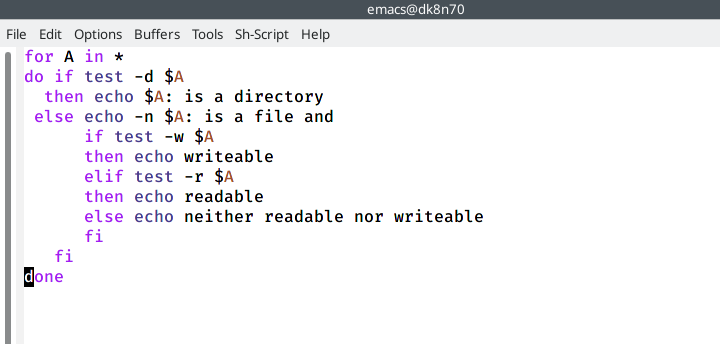 emacs@dk8n70
File Edit Options Buffers Tools Sh-Script Help
for A in *
do if test -d $A
  then echo $A: is a directory
 else echo -n $A: is a file and
      if test -w $A
      then echo writeable
      elif test -r $A
      then echo readable
      else echo neither readable nor writeable
      fi
   fi
done